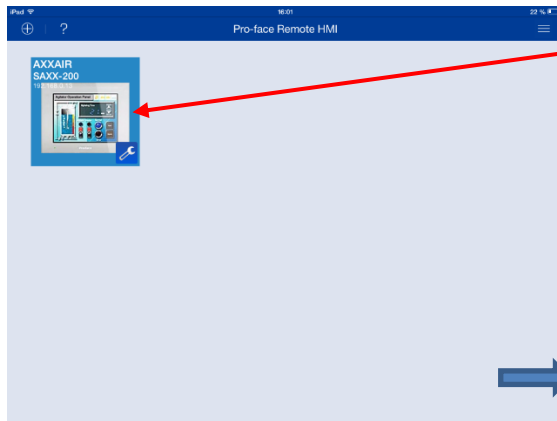 iPad 16:01 22 %
? Pro-face Remote HMI
AXXAIR
SAXX-200